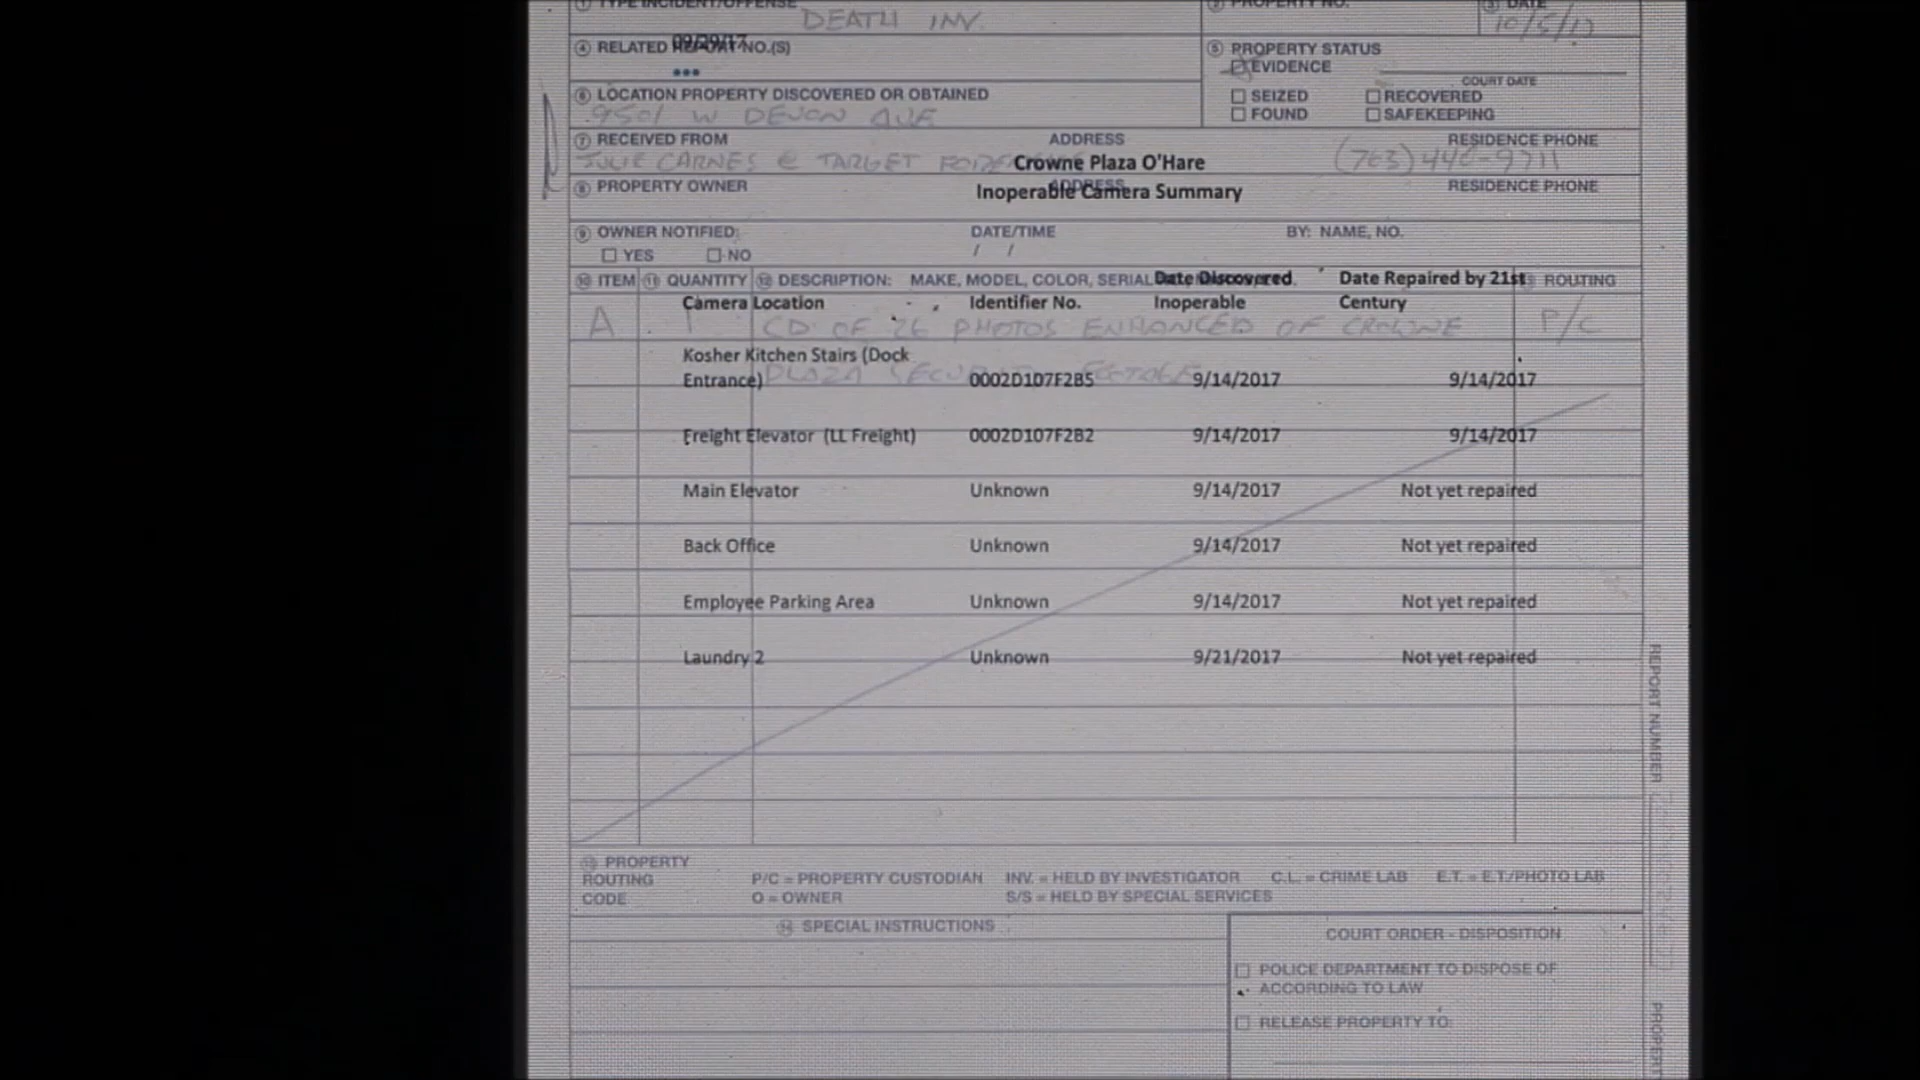 TYPE INCIDENT/OFFENSE
DEATH INV.
PROPERTY NO.
DATE
10/5/17
④ RELATED REPORT NO.(S)
09/29/17
⑤ PROPERTY STATUS
EVIDENCE
COURT DATE
SEIZED
RECOVERED
FOUND
SAFEKEEPING
⑥ LOCATION PROPERTY DISCOVERED OR OBTAINED
9501 W DEVON AVE
⑦ RECEIVED FROM ADDRESS RESIDENCE PHONE
JULIE CARNES @ TARGET
Crowne Plaza O'Hare
⑧ PROPERTY OWNER ADDRESS RESIDENCE PHONE
Inoperable Camera Summary
⑨ OWNER NOTIFIED: DATE/TIME BY: NAME, NO.
YES NO / /
⑩ ITEM ⑪ QUANTITY ⑫ DESCRIPTION: MAKE, MODEL, COLOR, SERIAL ROUTING
Date Discovered Date Repaired by 21st
Camera Location Identifier No. Inoperable Century
A 1 CD OF 26 PHOTOS ENHANCED OF CROWNE P/C
PLAZA SECURITY FOOTAGE
Kosher Kitchen Stairs (Dock
Entrance) 0002D107F2B5 9/14/2017 9/14/2017
Freight Elevator (LL Freight) 0002D107F2B2 9/14/2017 9/14/2017
Main Elevator Unknown 9/14/2017 Not yet repaired
Back Office Unknown 9/14/2017 Not yet repaired
Employee Parking Area Unknown 9/14/2017 Not yet repaired
Laundry 2 Unknown 9/21/2017 Not yet repaired
REPORT NUMBER
PROPERTY
ROUTING
CODE
P/C = PROPERTY CUSTODIAN INV. = HELD BY INVESTIGATOR C.L. = CRIME LAB E.T. = E.T./PHOTO LAB
O = OWNER S/S = HELD BY SPECIAL SERVICES
SPECIAL INSTRUCTIONS
COURT ORDER - DISPOSITION
POLICE DEPARTMENT TO DISPOSE OF
ACCORDING TO LAW
RELEASE PROPERTY TO: